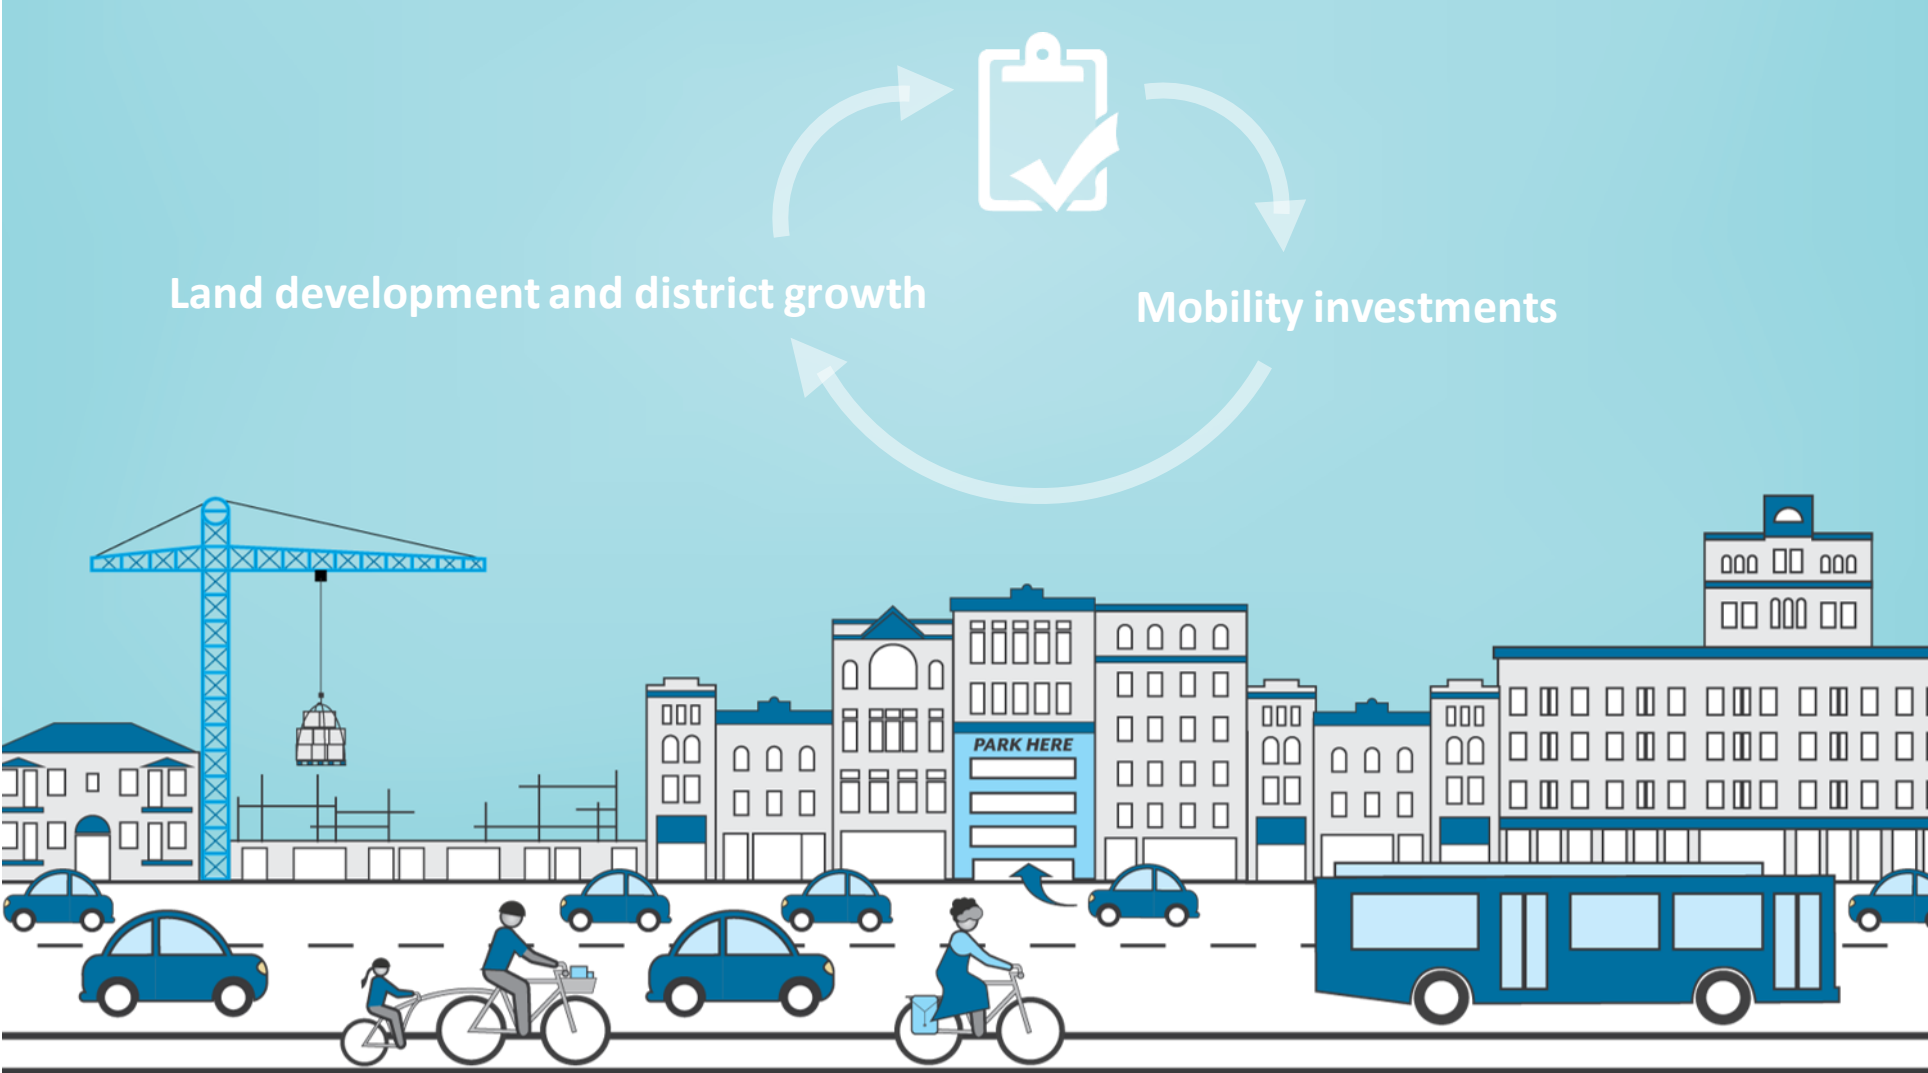 Land development and district growth
Mobility investments
PARK HERE